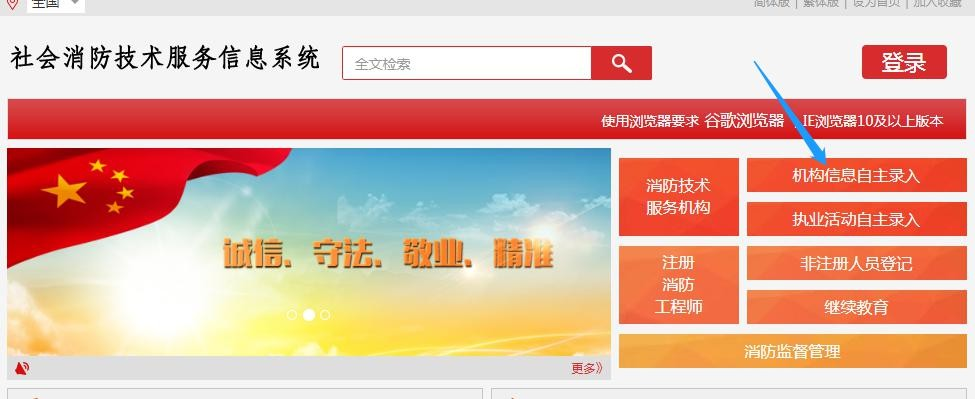 全国
简体版 | 繁体版 | 设为首页 | 加入收藏
社会消防技术服务信息系统
全文检索
登录
使用浏览器要求 谷歌浏览器 , IE浏览器10及以上版本
诚信、守法、敬业、精准
更多》
消防技术
服务机构
机构信息自主录入
执业活动自主录入
注册
消防
工程师
非注册人员登记
继续教育
消防监督管理